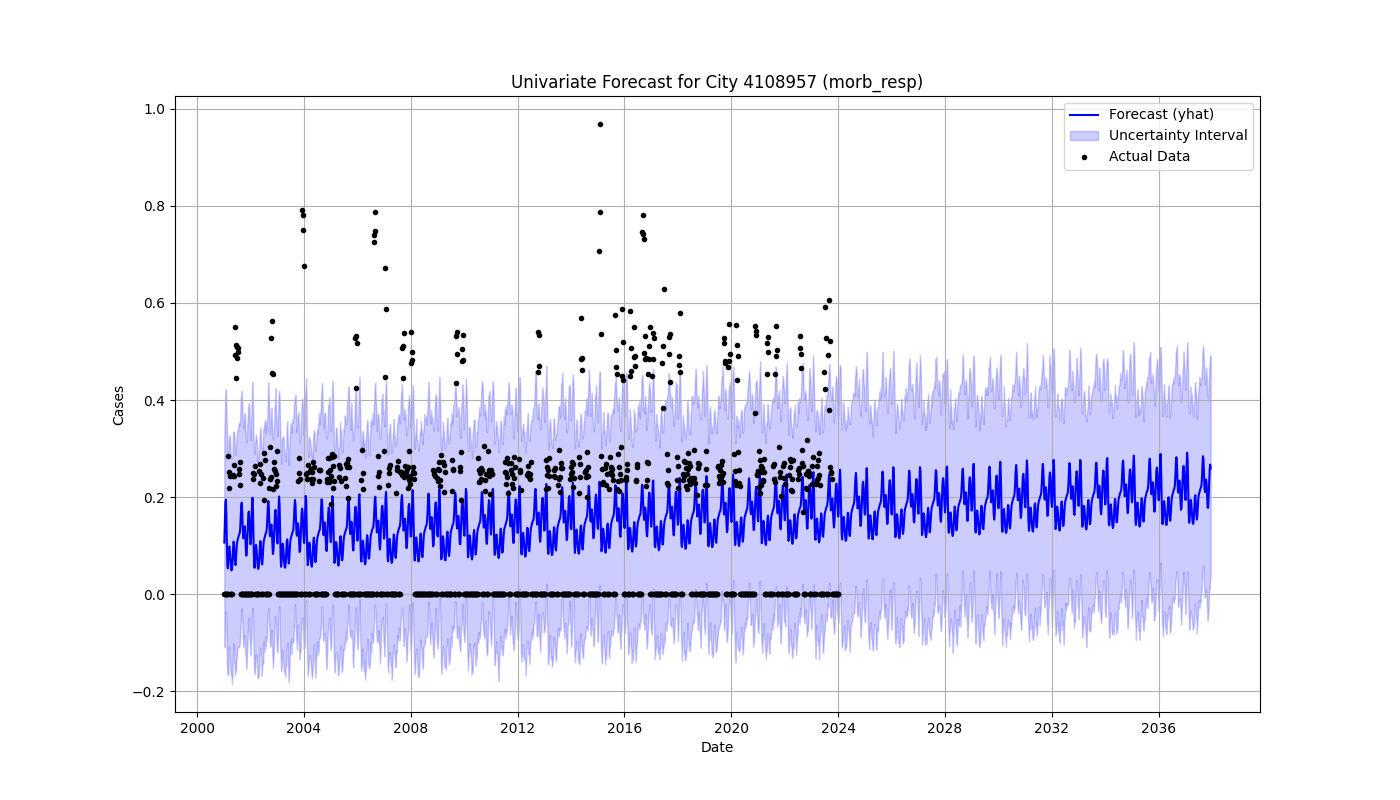 Univariate Forecast for City 4108957 (morb_resp)
1.0
0.8
0.6
0.4
0.2
0.0
−0.2
Cases
Forecast (yhat)
Uncertainty Interval
Actual Data
2000 2004 2008 2012 2016 2020 2024 2028 2032 2036
Date